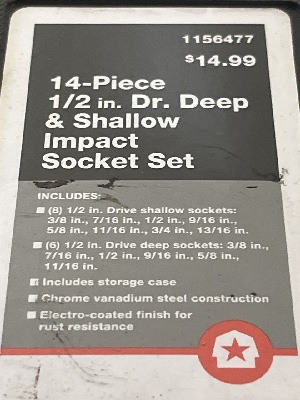 1156477
$14.99
14-Piece
1/2 in. Dr. Deep
& Shallow
Impact
Socket Set
INCLUDES:
■ (8) 1/2 in. Drive shallow sockets:
3/8 in., 7/16 in., 1/2 in., 9/16 in.,
5/8 in., 11/16 in., 3/4 in., 13/16 in.
■ (6) 1/2 in. Drive deep sockets: 3/8 in.,
7/16 in., 1/2 in., 9/16 in., 5/8 in.,
11/16 in.
■ Includes storage case
■ Chrome vanadium steel construction
■ Electro-coated finish for
rust resistance